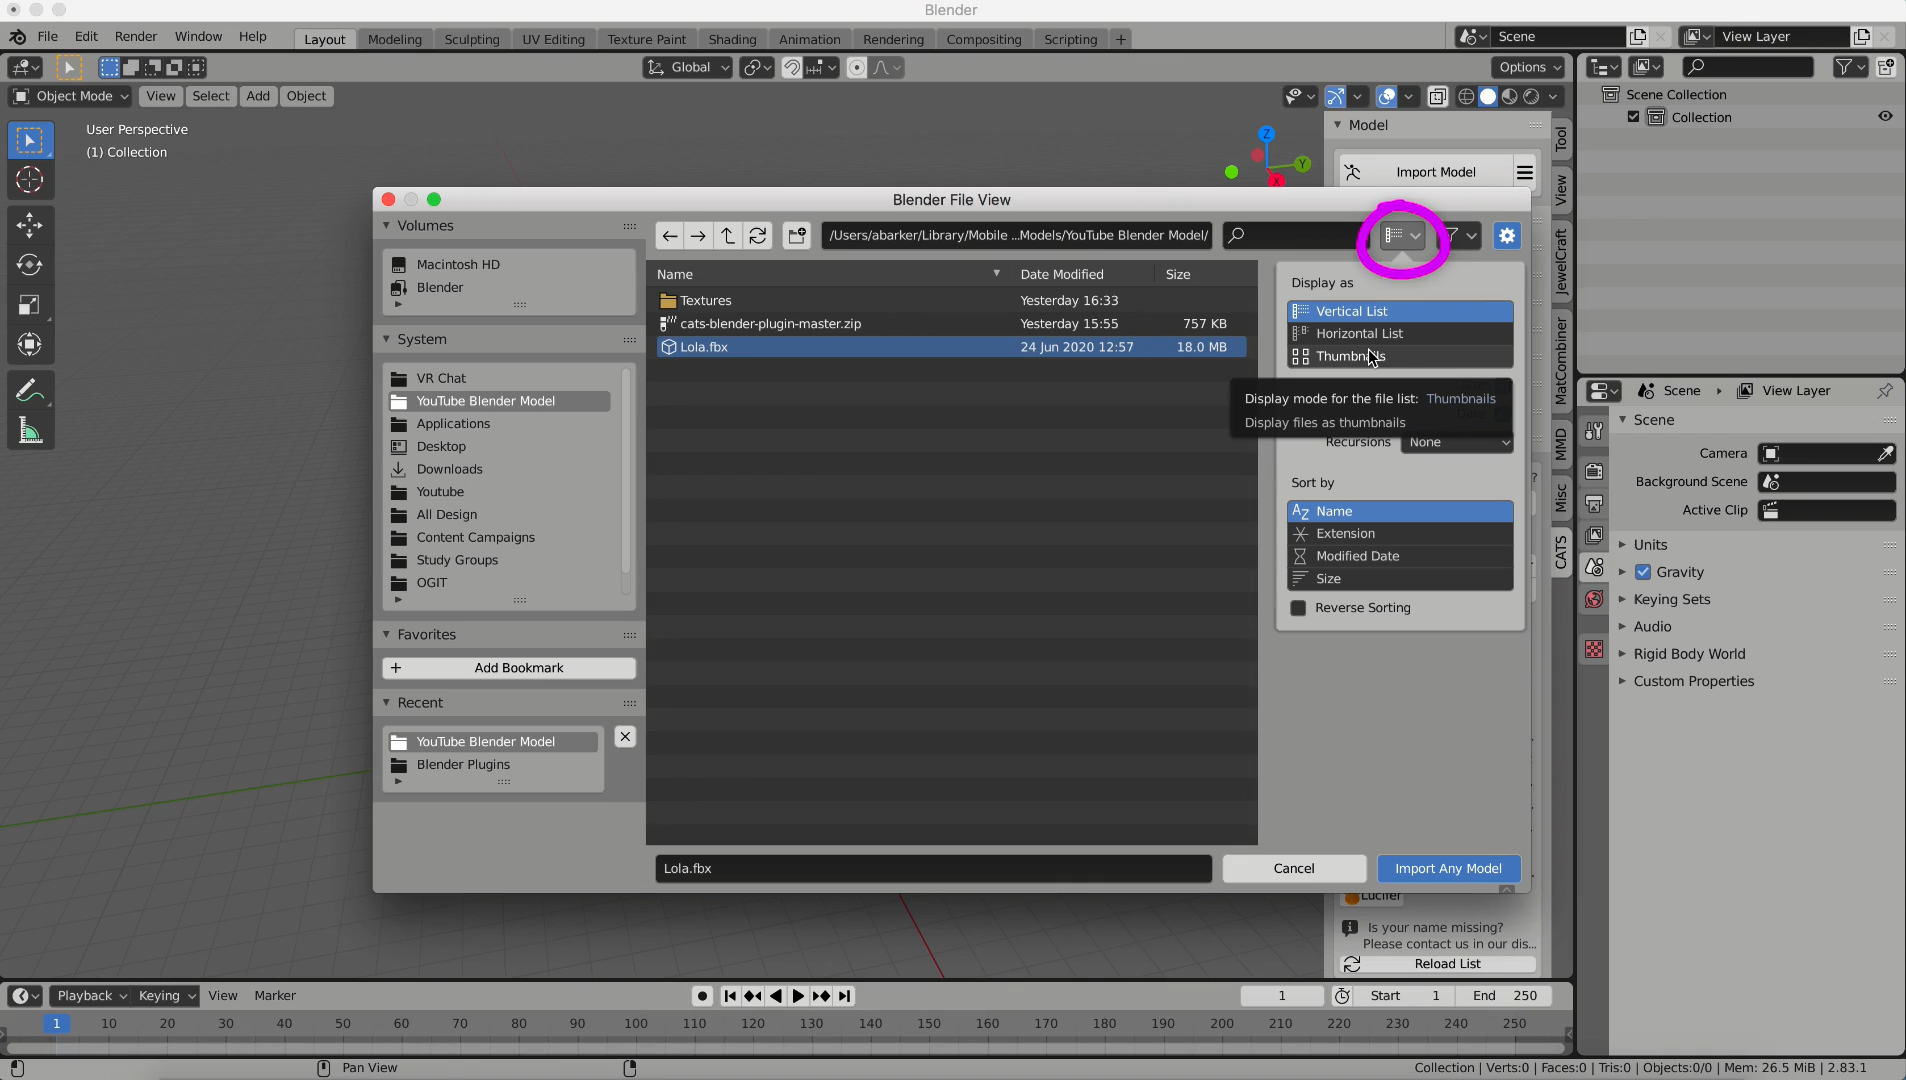 Blender
File Edit Render Window Help
Layout Modeling Sculpting UV Editing Texture Paint Shading Animation Rendering Compositing Scripting +
Scene
View Layer
Global
Options
Object Mode View Select Add Object
User Perspective
(1) Collection
Z
Y
X
Scene Collection
Collection
Model
Import Model
Tool
View
JewelCraft
MatCombiner
MMD
Misc
CATS
Blender File View
Volumes
Macintosh HD
Blender
System
VR Chat
YouTube Blender Model
Applications
Desktop
Downloads
Youtube
All Design
Content Campaigns
Study Groups
OGIT
Favorites
Add Bookmark
Recent
YouTube Blender Model
Blender Plugins
/Users/abarker/Library/Mobile ...Models/YouTube Blender Model/
Name Date Modified Size
Textures Yesterday 16:33
cats-blender-plugin-master.zip Yesterday 15:55 757 KB
Lola.fbx 24 Jun 2020 12:57 18.0 MB
Display as
Vertical List
Horizontal List
Thumbnails
Display mode for the file list: Thumbnails
Display files as thumbnails
Recursions None
Sort by
Name
Extension
Modified Date
Size
Reverse Sorting
Lola.fbx
Cancel
Import Any Model
Lucifer
Is your name missing?
Please contact us in our dis...
Reload List
Scene View Layer
Scene
Camera
Background Scene
Active Clip
Units
Gravity
Keying Sets
Audio
Rigid Body World
Custom Properties
Playback Keying View Marker
1
Start 1
End 250
1 10 20 30 40 50 60 70 80 90 100 110 120 130 140 150 160 170 180 190 200 210 220 230 240 250
Pan View
Collection | Verts:0 | Faces:0 | Tris:0 | Objects:0/0 | Mem: 26.5 MiB | 2.83.1